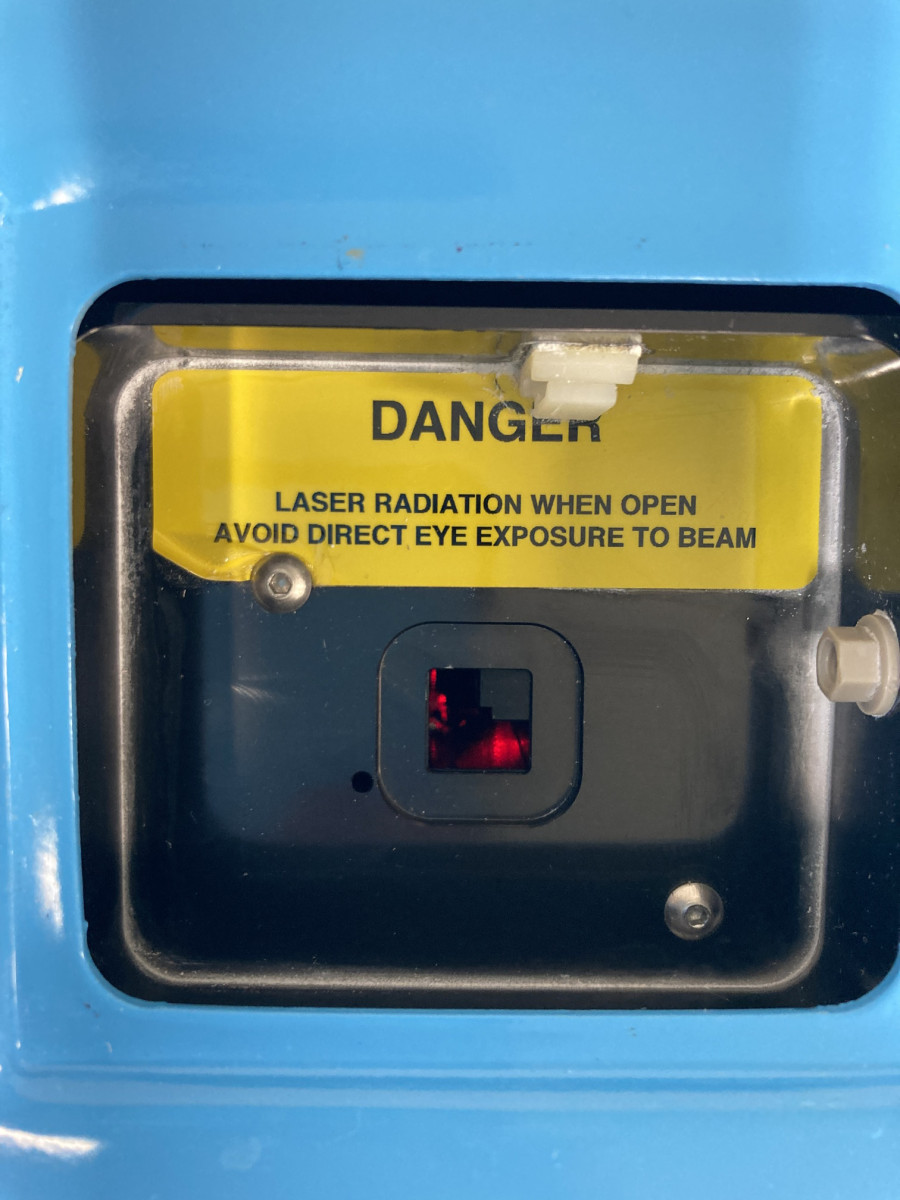 DANGER
LASER RADIATION WHEN OPEN
AVOID DIRECT EYE EXPOSURE TO BEAM